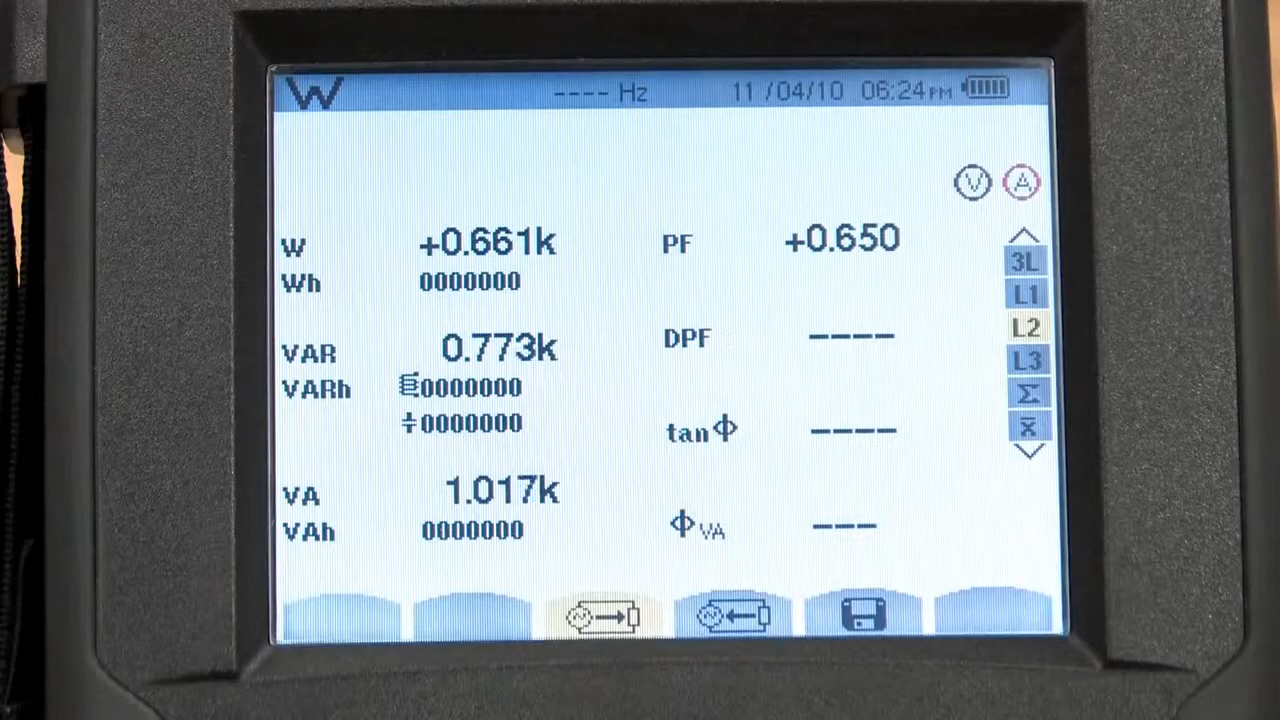 W ---- Hz 11/04/10 06:24PM
V A
W +0.661k PF +0.650
Wh 0000000
3L
L1
L2
L3
Σ
x̄
VAR 0.773k DPF ----
VARh 0000000
0000000
tanΦ ----
VA 1.017k
VAh 0000000
ΦVA ---